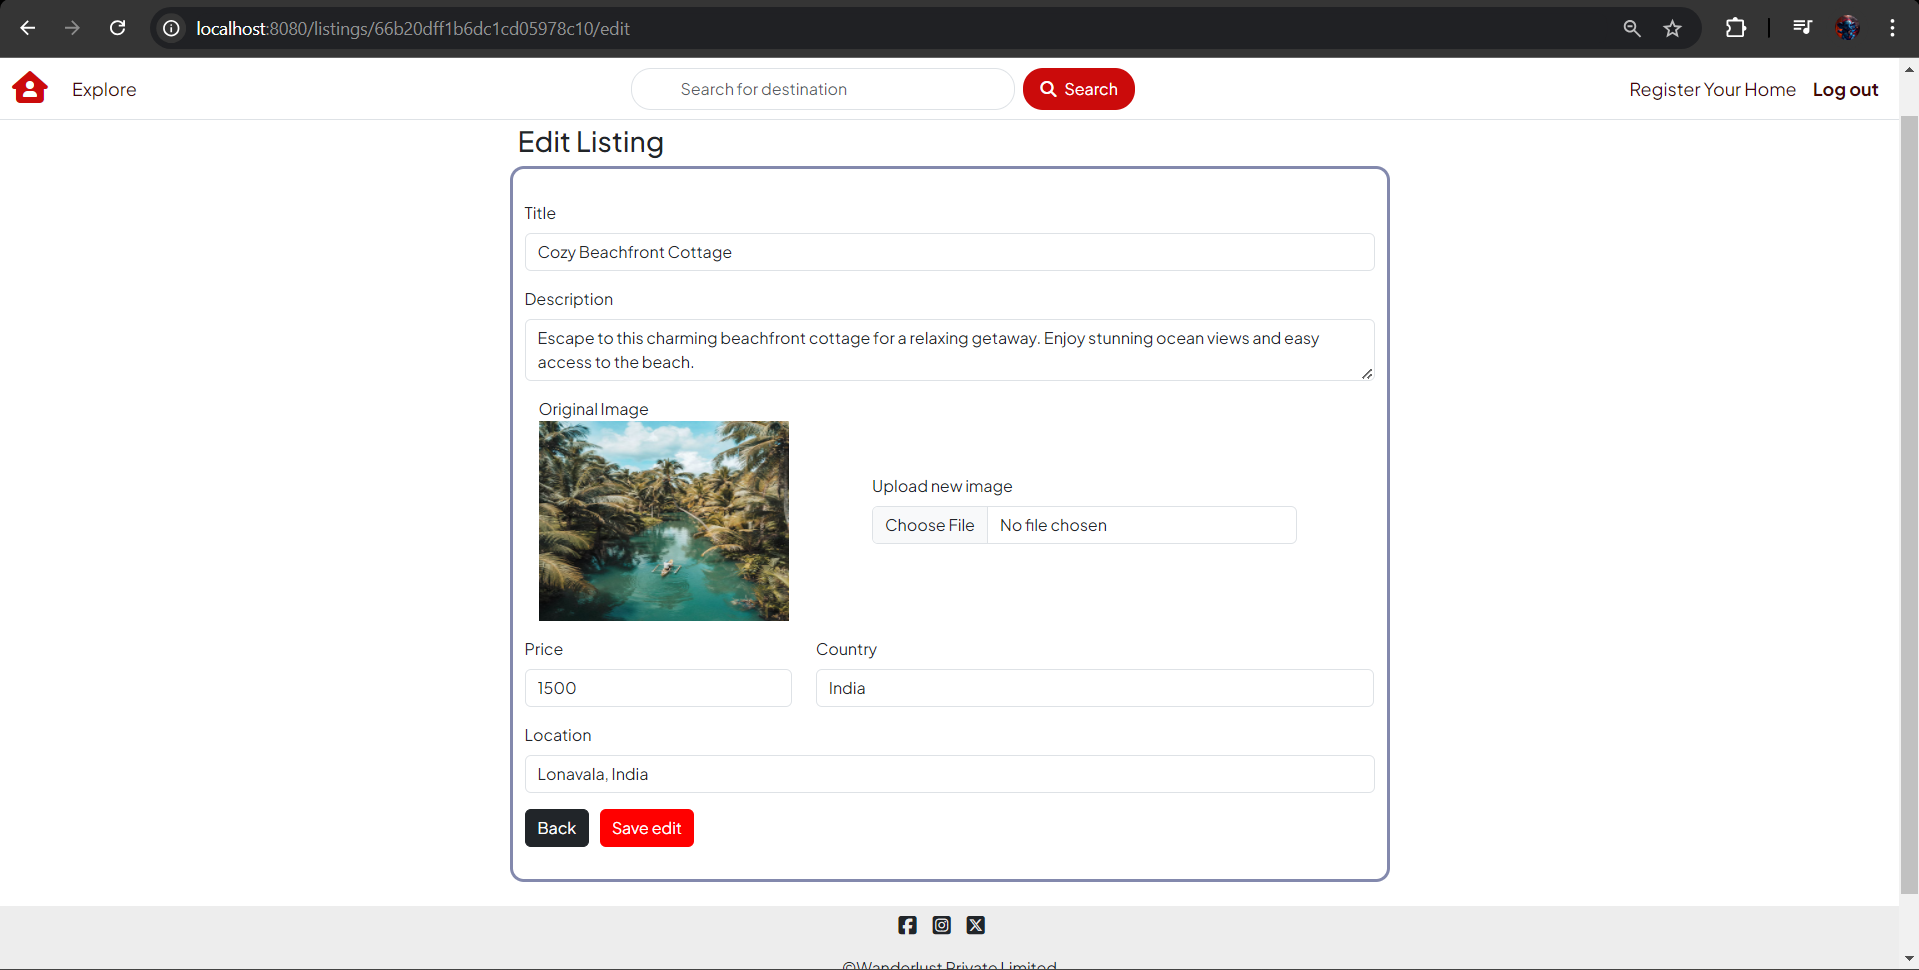 localhost:8080/listings/66b20dff1b6dc1cd05978c10/edit
Explore
Search for destination
Search
Register Your Home
Log out
Edit Listing
Title
Cozy Beachfront Cottage
Description
Escape to this charming beachfront cottage for a relaxing getaway. Enjoy stunning ocean views and easy
access to the beach.
Original Image
Upload new image
Choose File
No file chosen
Price
Country
1500
India
Location
Lonavala, India
Back
Save edit
©Wanderlust Private Limited